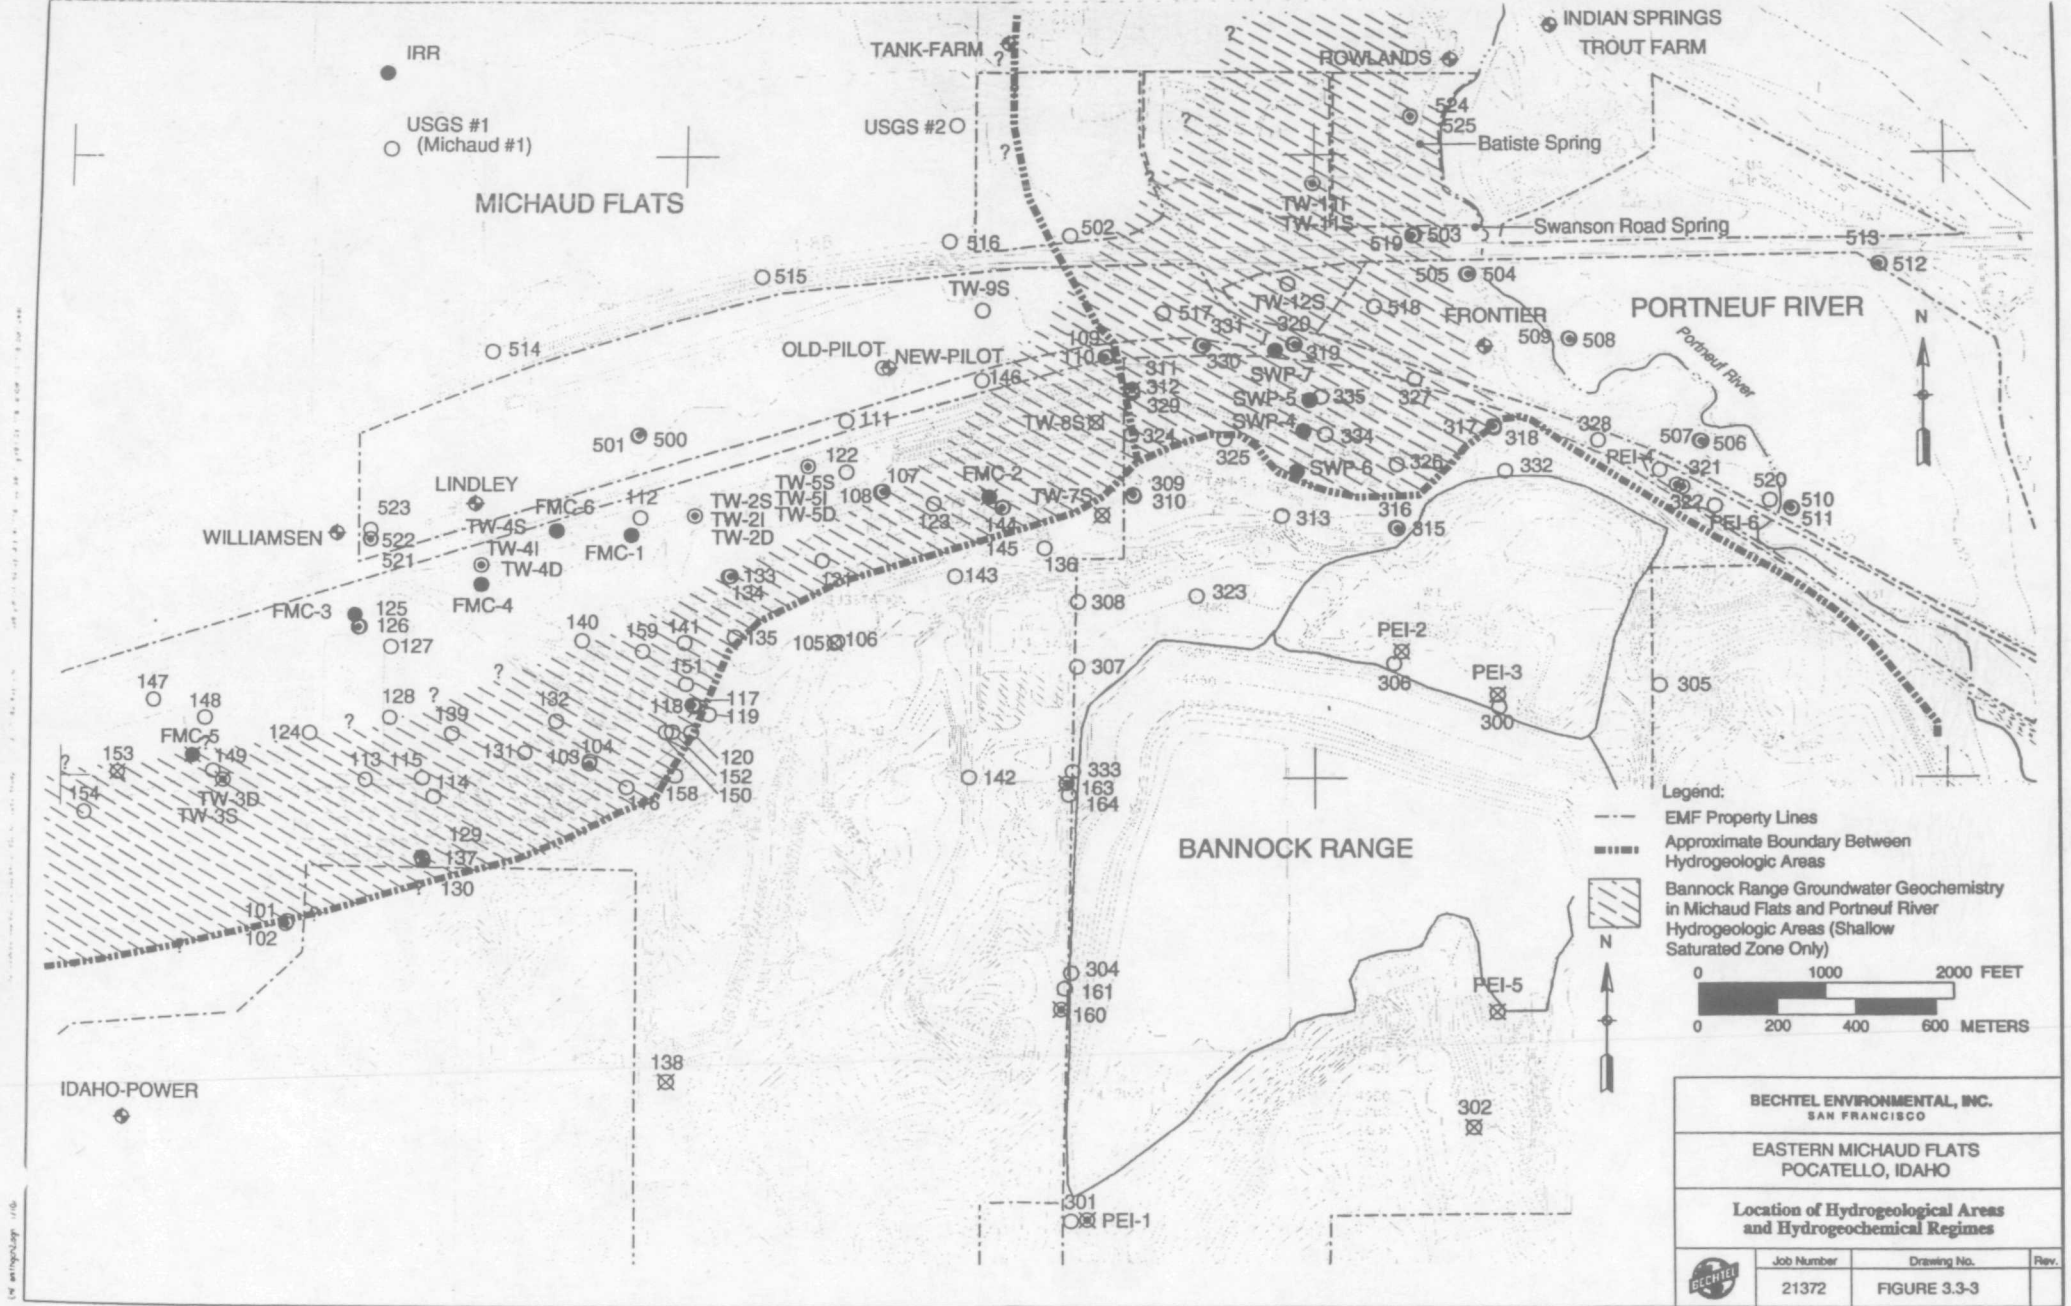 INDIAN SPRINGS
TROUT FARM
IRR
TANK-FARM
?
?
ROWLANDS
USGS #1
(Michaud #1)
USGS #2
?
?
524
525
Batiste Spring
MICHAUD FLATS
TW-11I
TW-11S
516
502
519
503
Swanson Road Spring
513
515
TW-9S
505
504
512
TW-12S
517
518
PORTNEUF RIVER
FRONTIER
N
514
OLD-PILOT
NEW-PILOT
109
110
331
330
320
319
509
508
Portneuf River
146
311
312
329
SWP-7
SWP-5
335
327
111
TW-8S
324
SWP-4
334
317
318
328
501
500
325
507
506
122
TW-5S
TW-5I
TW-5D
107
108
FMC-2
TW-7S
SWP-6
326
332
PEI-4
321
322
520
LINDLEY
FMC-6
112
TW-2S
TW-2I
TW-2D
123
144
145
309
310
313
316
315
PEI-6
510
511
523
522
521
WILLIAMSEN
TW-4S
TW-4I
TW-4D
FMC-1
136
133
134
143
FMC-3
125
126
FMC-4
308
323
127
140
159
141
135
105
106
PEI-2
306
147
148
128
?
?
?
151
307
PEI-3
300
305
132
117
118
119
FMC-5
?
124
139
153
149
113
115
131
103
104
120
152
150
142
333
163
164
154
TW-3D
TW-3S
114
116
158
129
137
130
BANNOCK RANGE
101
102
304
161
160
PEI-5
138
302
IDAHO-POWER
301
PEI-1
Legend:
EMF Property Lines
Approximate Boundary Between
Hydrogeologic Areas
Bannock Range Groundwater Geochemistry
in Michaud Flats and Portneuf River
Hydrogeologic Areas (Shallow
Saturated Zone Only)
N
0 1000 2000 FEET
0 200 400 600 METERS
BECHTEL ENVIRONMENTAL, INC.
SAN FRANCISCO
EASTERN MICHAUD FLATS
POCATELLO, IDAHO
Location of Hydrogeological Areas
and Hydrogeochemical Regimes
BECHTEL
Job Number
Drawing No.
Rev.
21372
FIGURE 3.3-3